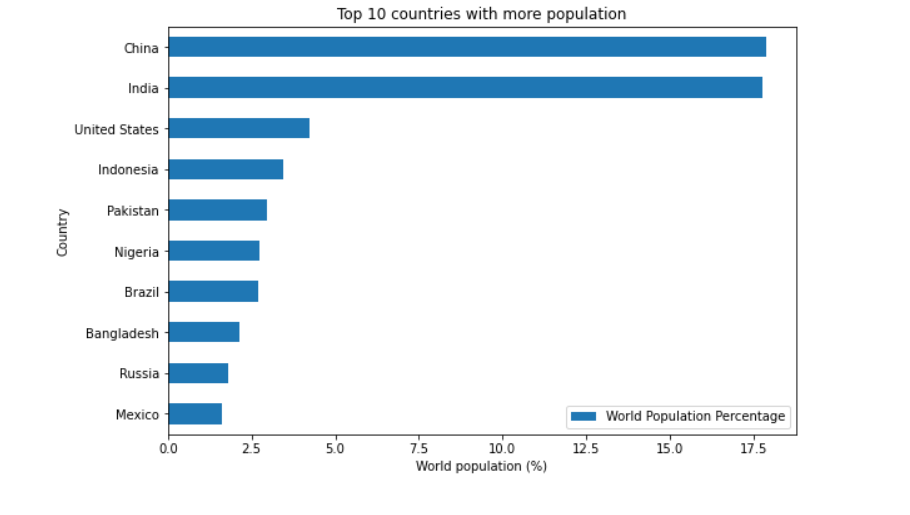 Top 10 countries with more population
China
India
United States
Indonesia
Pakistan
Nigeria
Brazil
Bangladesh
Russia
Mexico
Country
World Population Percentage
0.0 2.5 5.0 7.5 10.0 12.5 15.0 17.5
World population (%)